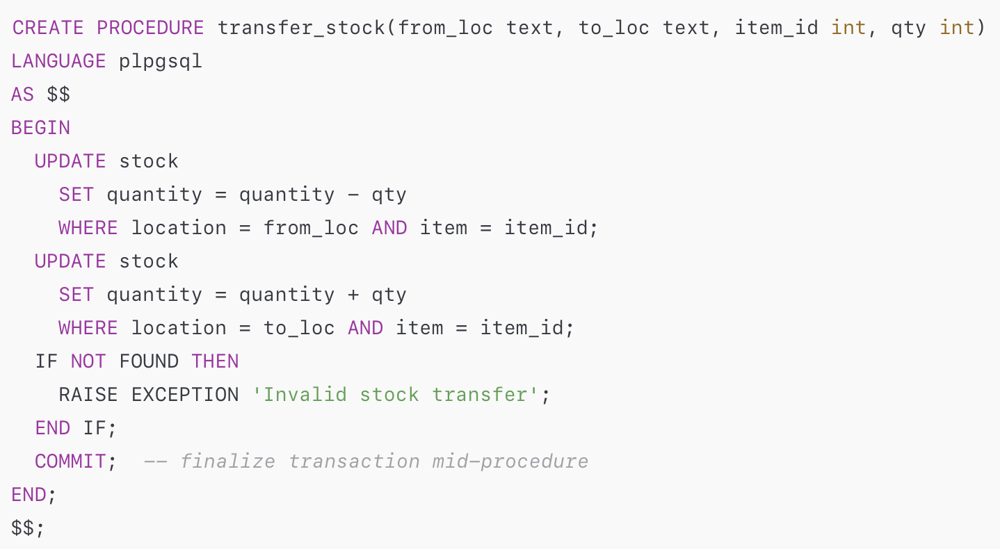 CREATE PROCEDURE transfer_stock(from_loc text, to_loc text, item_id int, qty int)
LANGUAGE plpgsql
AS $$
BEGIN
  UPDATE stock
    SET quantity = quantity - qty
    WHERE location = from_loc AND item = item_id;
  UPDATE stock
    SET quantity = quantity + qty
    WHERE location = to_loc AND item = item_id;
  IF NOT FOUND THEN
    RAISE EXCEPTION 'Invalid stock transfer';
  END IF;
  COMMIT;  -- finalize transaction mid-procedure
END;
$$;